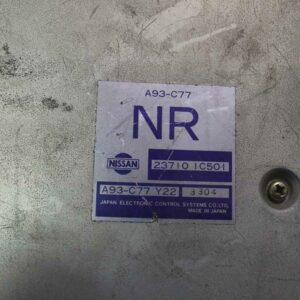 A93-C77
NR
NISSAN
23710 1C501
A93-C77 Y22 3304
JAPAN ELECTRONIC CONTROL SYSTEMS CO.,LTD.
MADE IN JAPAN